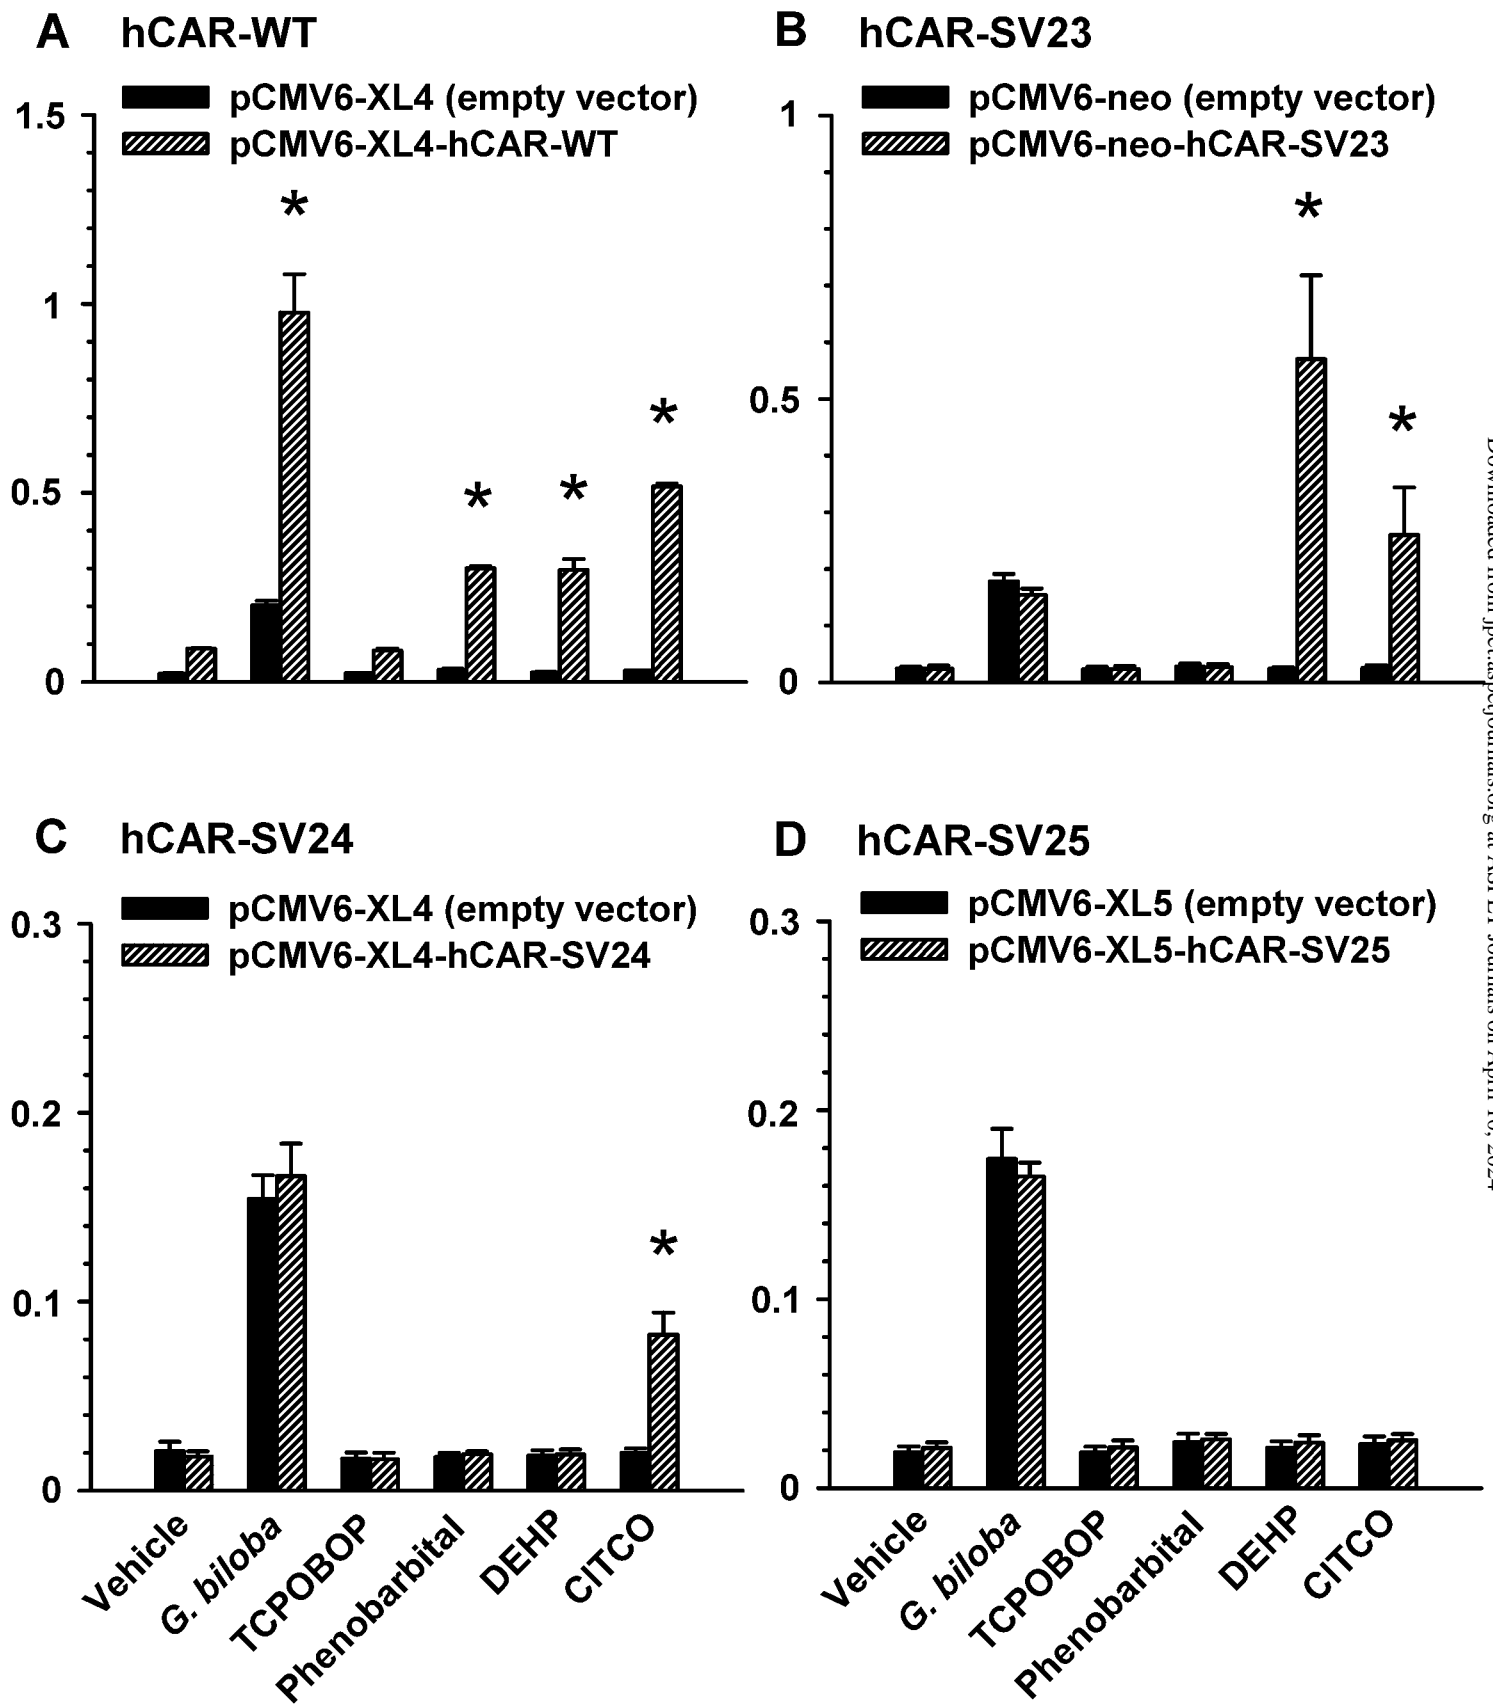 A hCAR-WT
pCMV6-XL4 (empty vector)
pCMV6-XL4-hCAR-WT
1.5
1
0.5
0
*
*
*
*
B hCAR-SV23
pCMV6-neo (empty vector)
pCMV6-neo-hCAR-SV23
1
0.5
0
*
*
C hCAR-SV24
pCMV6-XL4 (empty vector)
pCMV6-XL4-hCAR-SV24
0.3
0.2
0.1
0
*
Vehicle
G. biloba
TCPOBOP
Phenobarbital
DEHP
CITCO
D hCAR-SV25
pCMV6-XL5 (empty vector)
pCMV6-XL5-hCAR-SV25
0.3
0.2
0.1
0
Vehicle
G. biloba
TCPOBOP
Phenobarbital
DEHP
CITCO